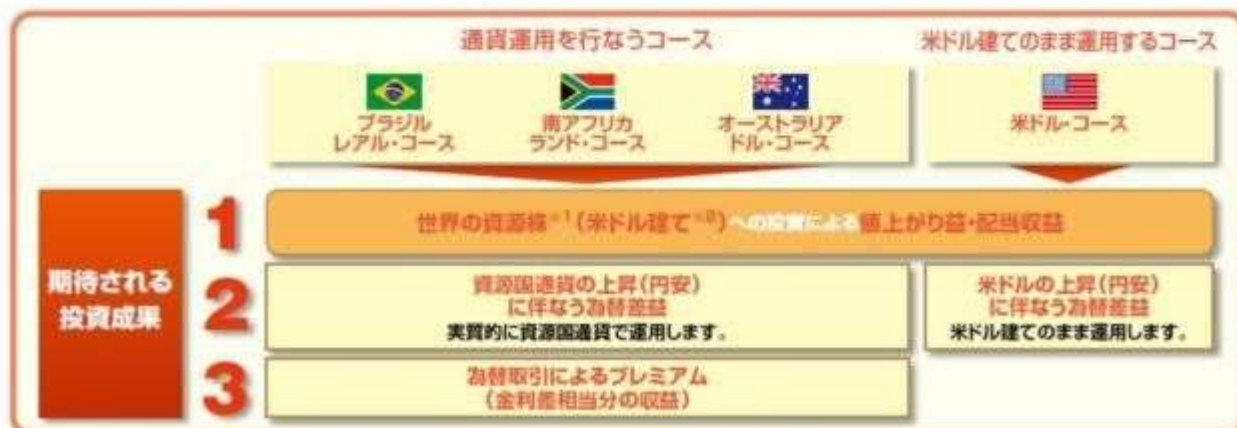 通貨運用を行なうコース
米ドル建てのまま運用するコース
ブラジル
レアル・コース
南アフリカ
ランド・コース
オーストラリア
ドル・コース
米ドル・コース
期待される
投資成果
1
世界の資源株※1(米ドル建て※2)への投資による値上がり益・配当収益
2
資源国通貨の上昇(円安)
に伴なう為替差益
実質的に資源国通貨で運用します。
米ドルの上昇(円安)
に伴なう為替差益
米ドル建てのまま運用します。
3
為替取引によるプレミアム
(金利差相当分の収益)